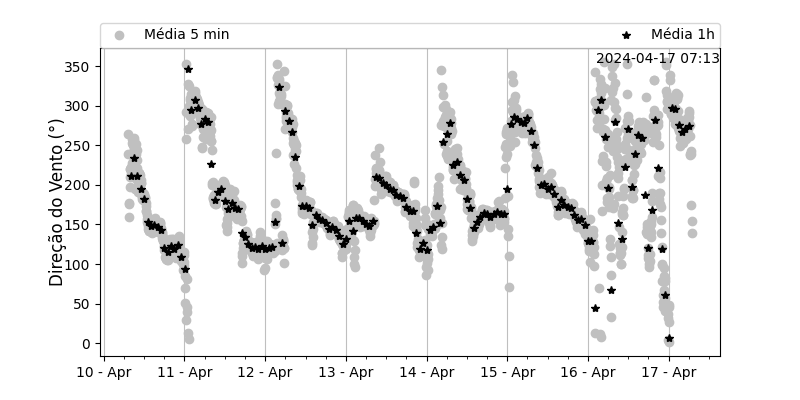 Média 5 min
Média 1h
2024-04-17 07:13
Direção do Vento (°)
350
300
250
200
150
100
50
0
10 - Apr
11 - Apr
12 - Apr
13 - Apr
14 - Apr
15 - Apr
16 - Apr
17 - Apr